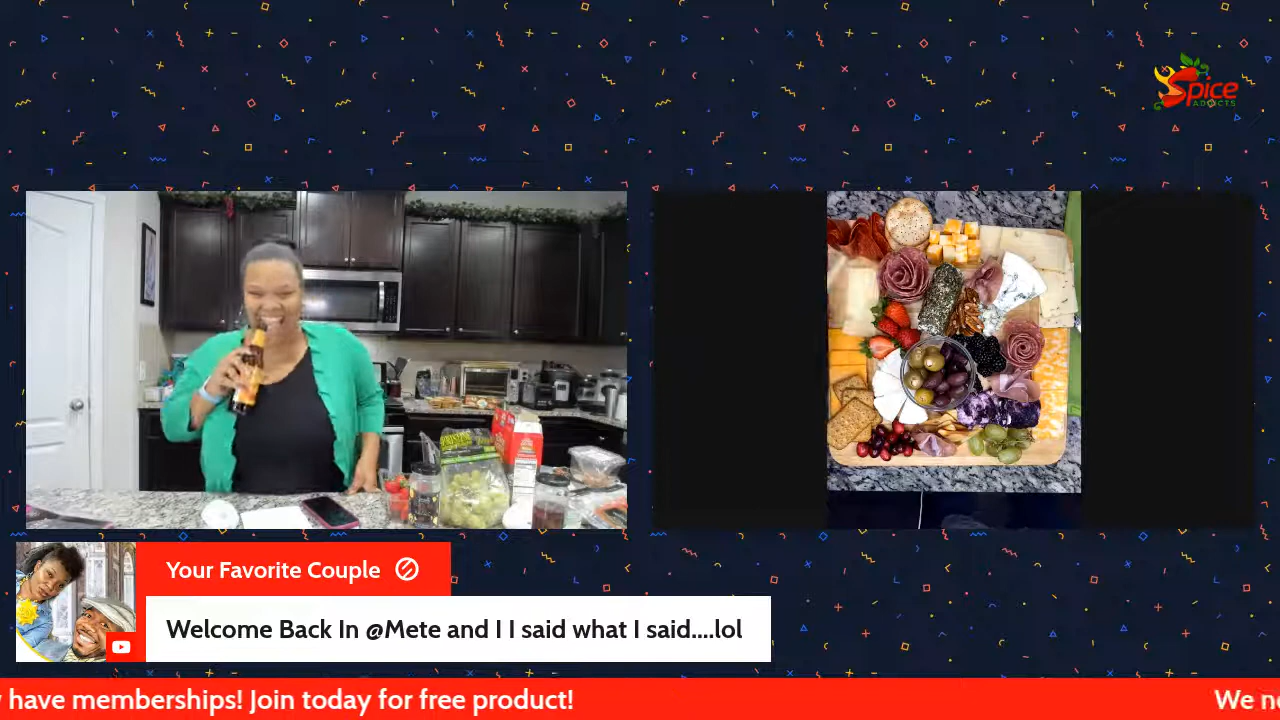 Spice
ADDICTS
Your Favorite Couple
Welcome Back In @Mete and I I said what I said....lol
have memberships! Join today for free product!
We n